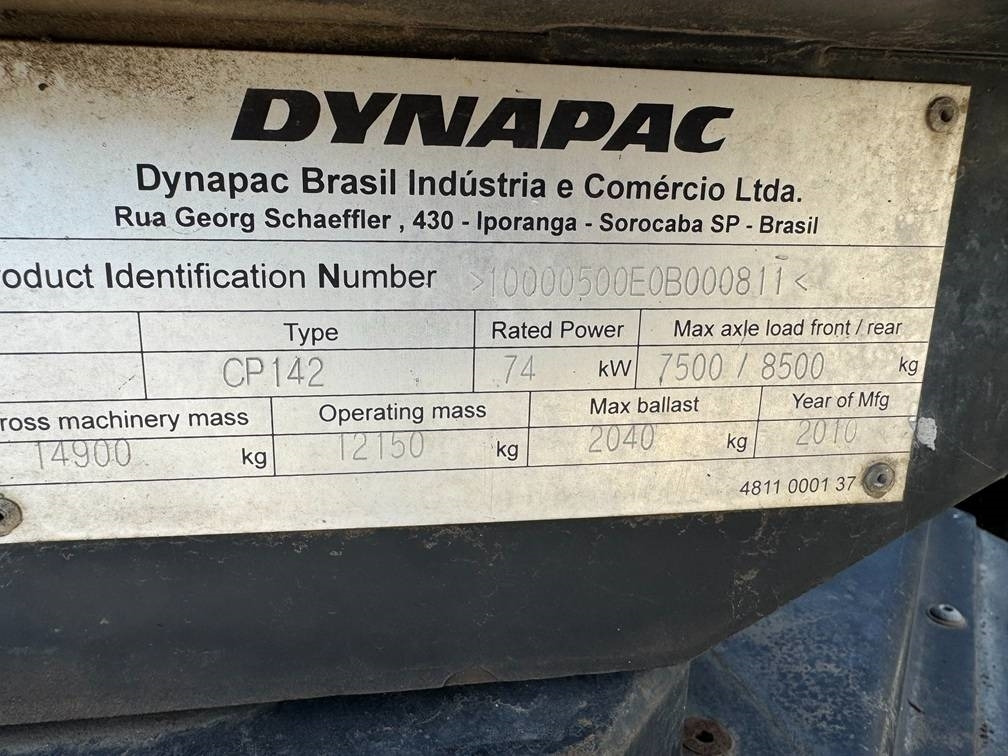 DYNAPAC
Dynapac Brasil Indústria e Comércio Ltda.
Rua Georg Schaeffler , 430 - Iporanga - Sorocaba SP - Brasil
oduct Identification Number >10000500E0B000811<
Type Rated Power Max axle load front / rear
CP142 74 kW 7500 / 8500 kg
ross machinery mass Operating mass Max ballast Year of Mfg
14900 kg 12150 kg 2040 kg 2010
4811 0001 37